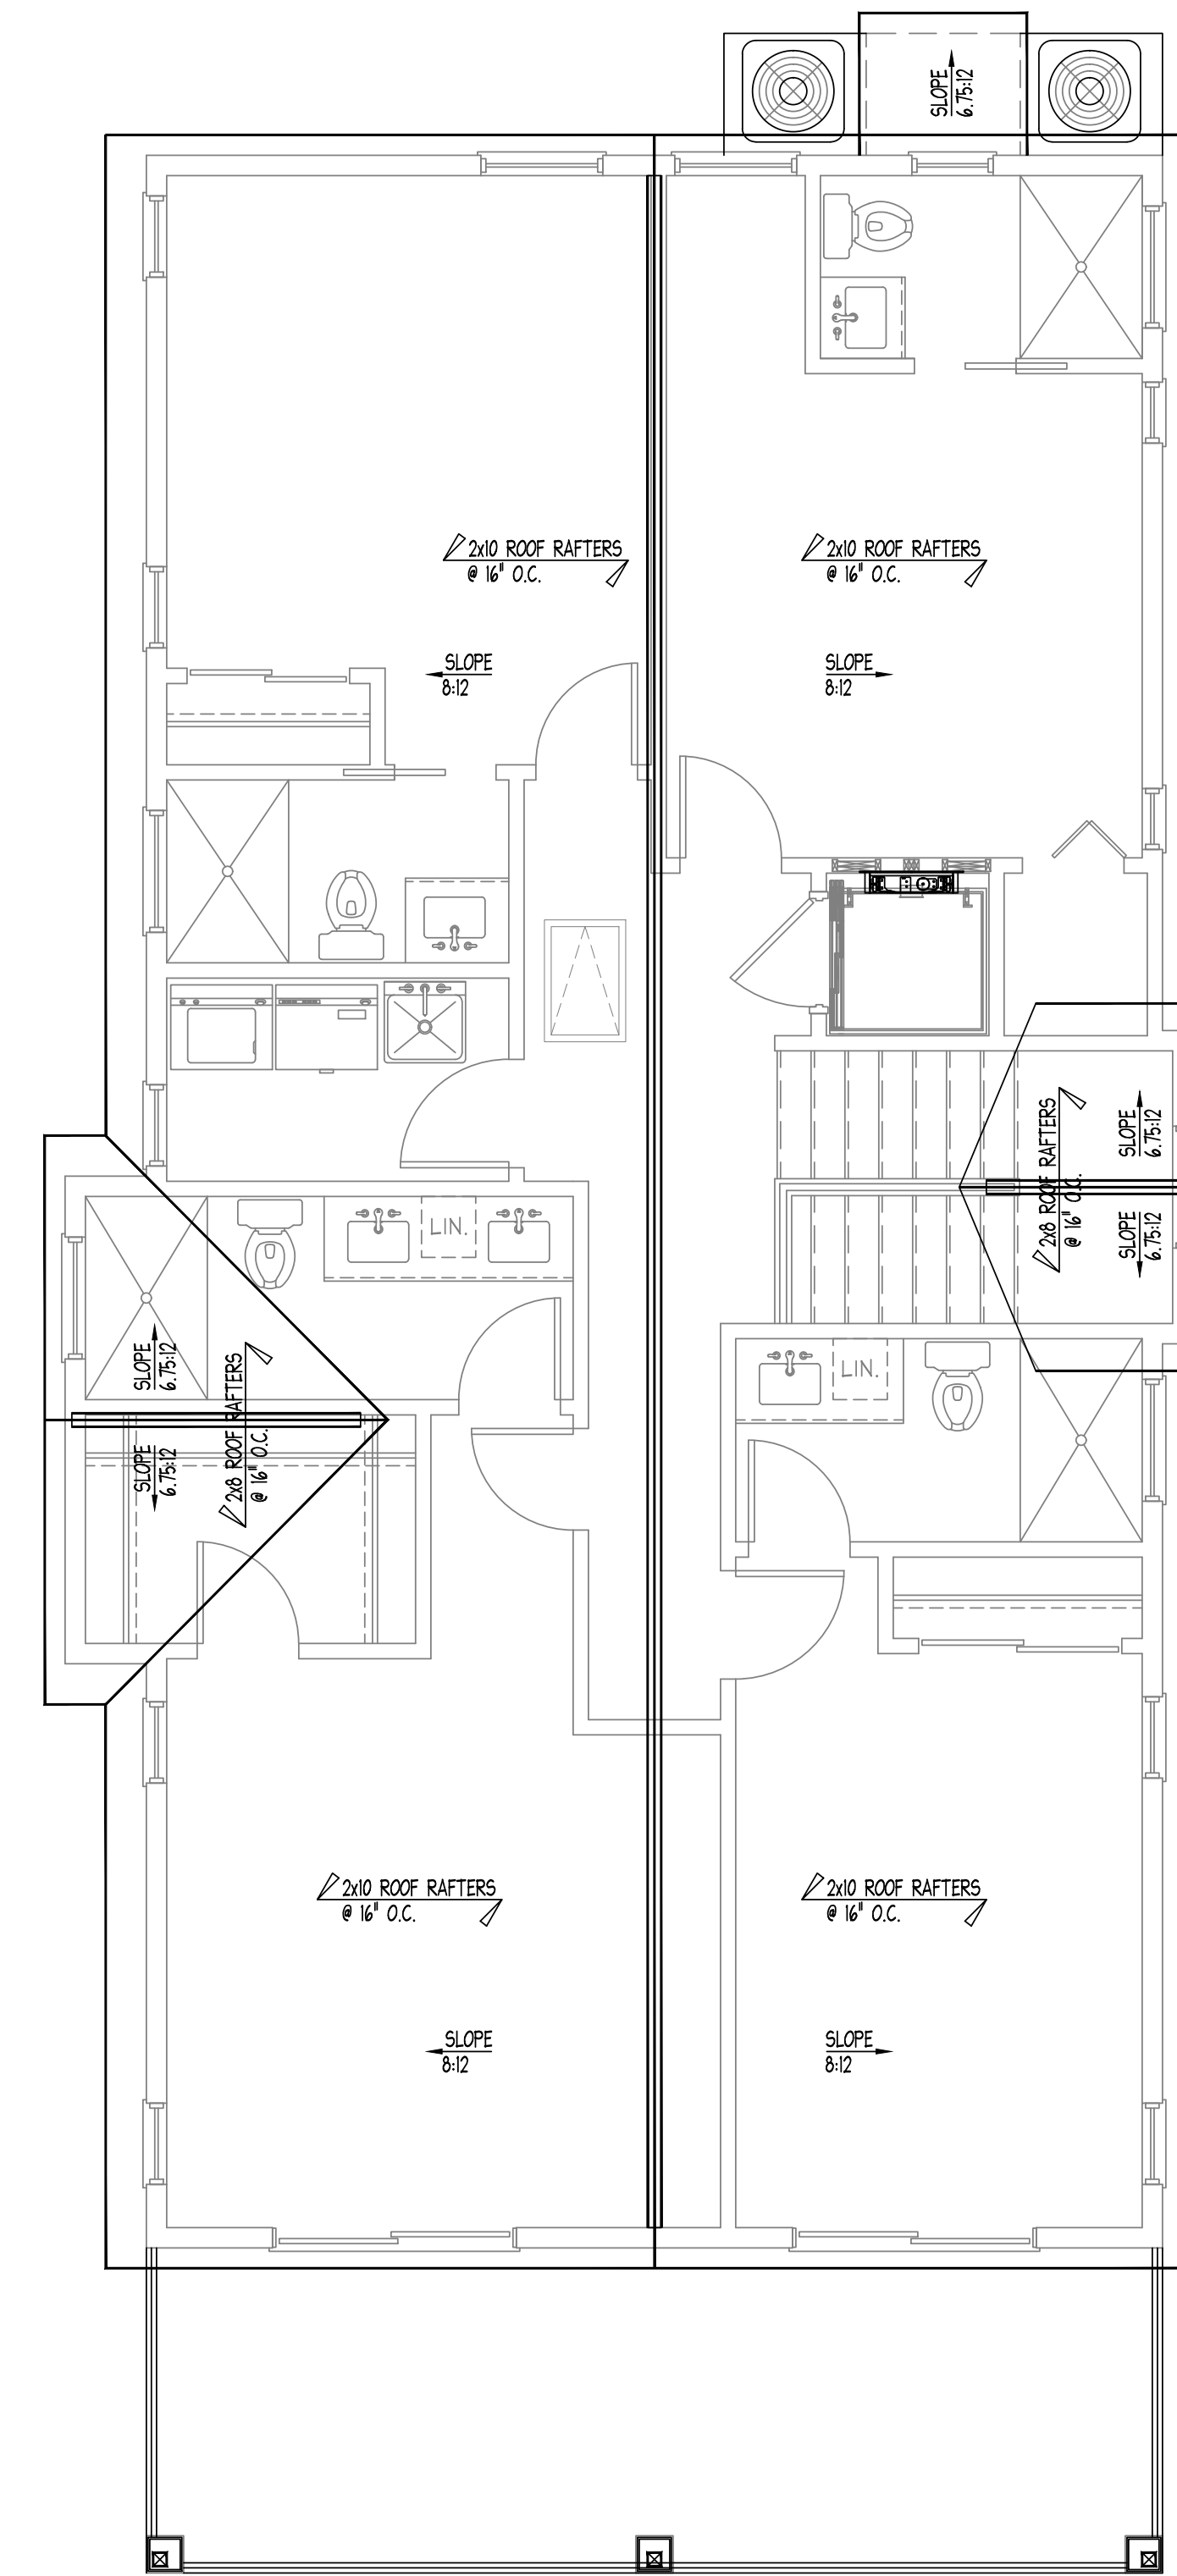 SLOPE
6.75:12
2x10 ROOF RAFTERS
@ 16" O.C.
2x10 ROOF RAFTERS
@ 16" O.C.
SLOPE
8:12
SLOPE
8:12
2x8 ROOF RAFTERS
@ 16" O.C.
SLOPE
6.75:12
SLOPE
6.75:12
LIN.
LIN.
SLOPE
6.75:12
SLOPE
6.75:12
2x8 ROOF RAFTERS
@ 16" O.C.
2x10 ROOF RAFTERS
@ 16" O.C.
2x10 ROOF RAFTERS
@ 16" O.C.
SLOPE
8:12
SLOPE
8:12